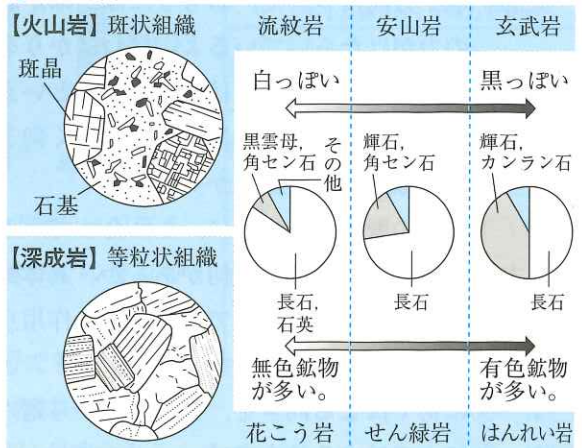 【火山岩】斑状組織
斑晶
石基
【深成岩】等粒状組織
流紋岩
安山岩
玄武岩
白っぽい
黒っぽい
黒雲母,
角セン石
その他
輝石,
角セン石
輝石,
カンラン石
長石,
石英
長石
長石
無色鉱物
が多い。
有色鉱物
が多い。
花こう岩
せん緑岩
はんれい岩